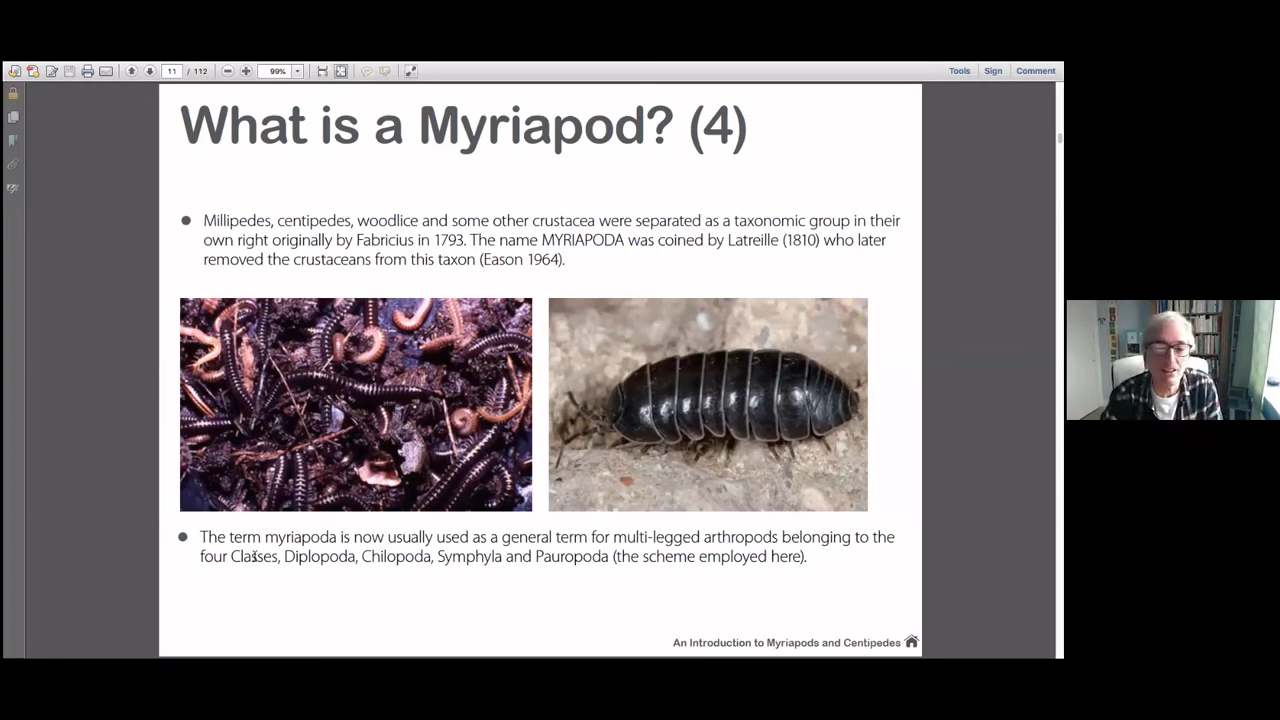 11 / 112
99%
Tools Sign Comment
What is a Myriapod? (4)
Millipedes, centipedes, woodlice and some other crustacea were separated as a taxonomic group in their
own right originally by Fabricius in 1793. The name MYRIAPODA was coined by Latreille (1810) who later
removed the crustaceans from this taxon (Eason 1964).
The term myriapoda is now usually used as a general term for multi-legged arthropods belonging to the
four Classes, Diplopoda, Chilopoda, Symphyla and Pauropoda (the scheme employed here).
An Introduction to Myriapods and Centipedes